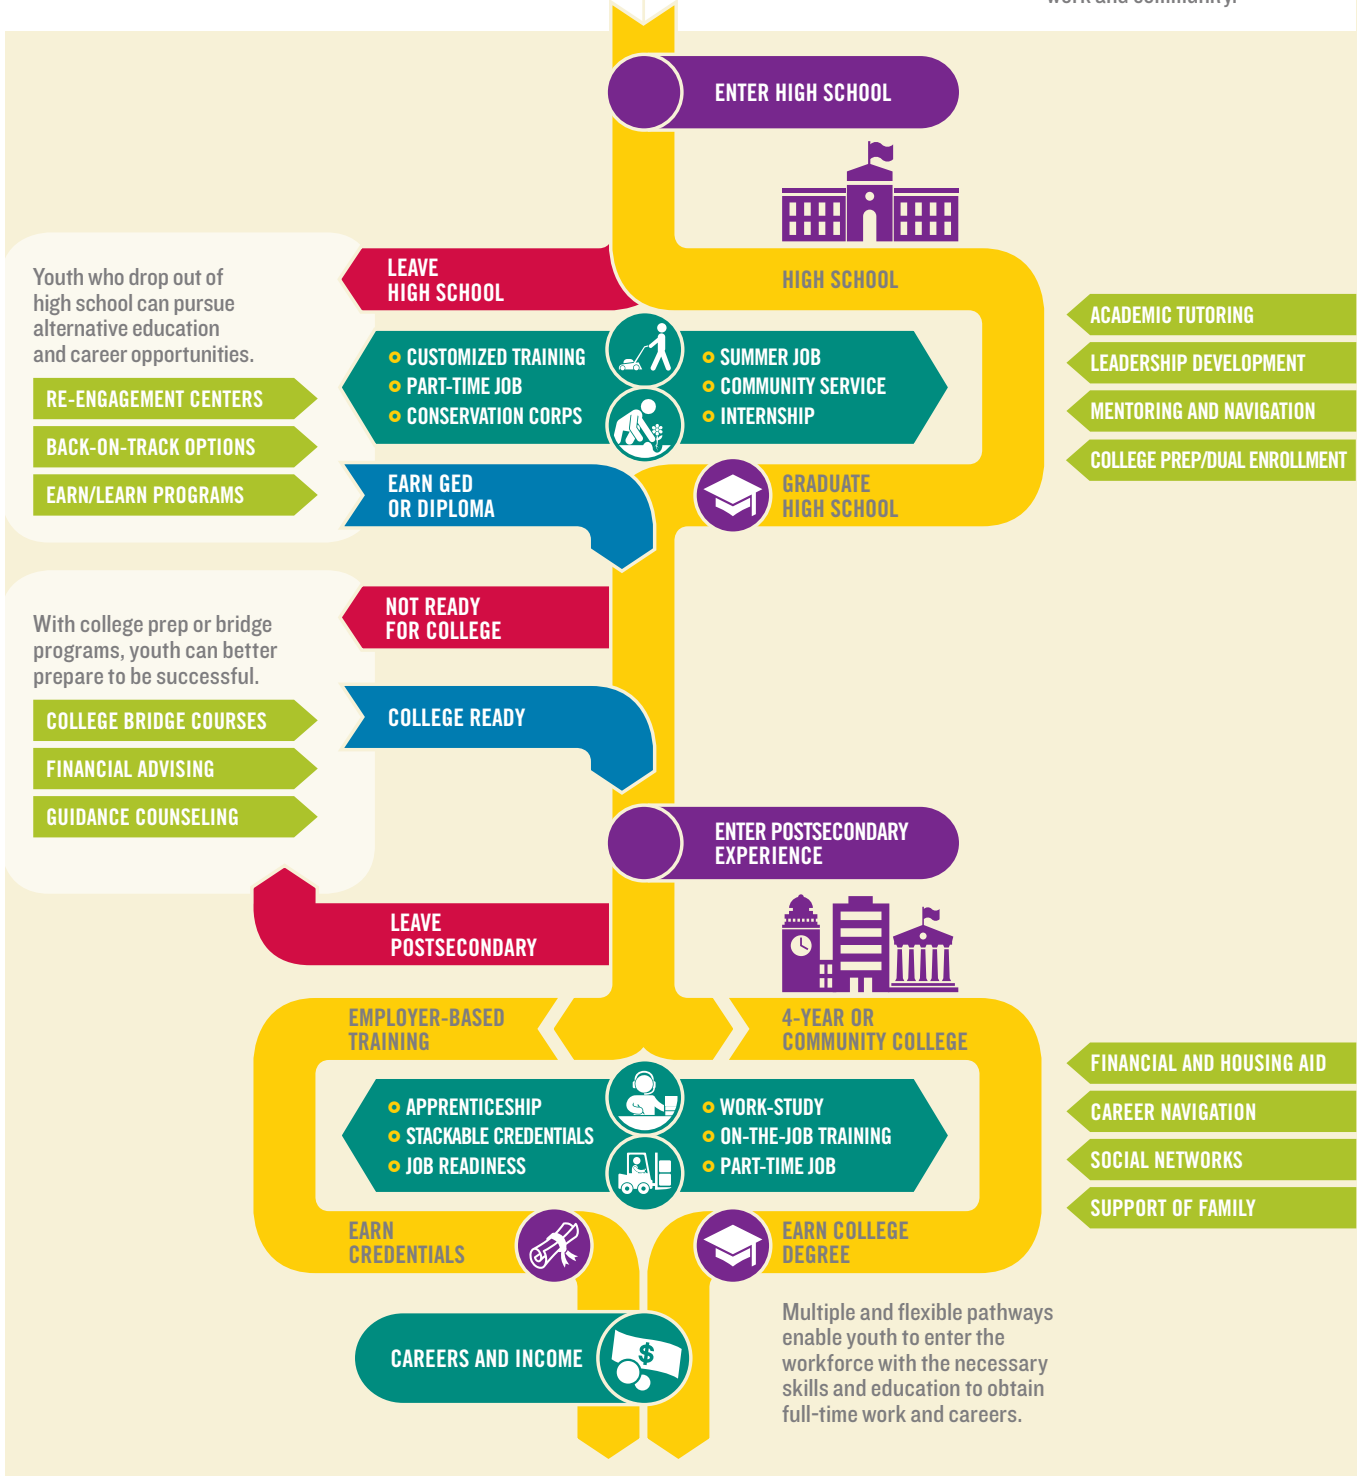 work and community.
ENTER HIGH SCHOOL
LEAVE
HIGH SCHOOL
HIGH SCHOOL
Youth who drop out of
high school can pursue
alternative education
and career opportunities.
RE-ENGAGEMENT CENTERS
BACK-ON-TRACK OPTIONS
EARN/LEARN PROGRAMS
CUSTOMIZED TRAINING
PART-TIME JOB
CONSERVATION CORPS
SUMMER JOB
COMMUNITY SERVICE
INTERNSHIP
ACADEMIC TUTORING
LEADERSHIP DEVELOPMENT
MENTORING AND NAVIGATION
COLLEGE PREP/DUAL ENROLLMENT
EARN GED
OR DIPLOMA
GRADUATE
HIGH SCHOOL
NOT READY
FOR COLLEGE
With college prep or bridge
programs, youth can better
prepare to be successful.
COLLEGE BRIDGE COURSES
FINANCIAL ADVISING
GUIDANCE COUNSELING
COLLEGE READY
ENTER POSTSECONDARY
EXPERIENCE
LEAVE
POSTSECONDARY
EMPLOYER-BASED
TRAINING
4-YEAR OR
COMMUNITY COLLEGE
APPRENTICESHIP
STACKABLE CREDENTIALS
JOB READINESS
WORK-STUDY
ON-THE-JOB TRAINING
PART-TIME JOB
FINANCIAL AND HOUSING AID
CAREER NAVIGATION
SOCIAL NETWORKS
SUPPORT OF FAMILY
EARN
CREDENTIALS
EARN COLLEGE
DEGREE
CAREERS AND INCOME
$
Multiple and flexible pathways
enable youth to enter the
workforce with the necessary
skills and education to obtain
full-time work and careers.